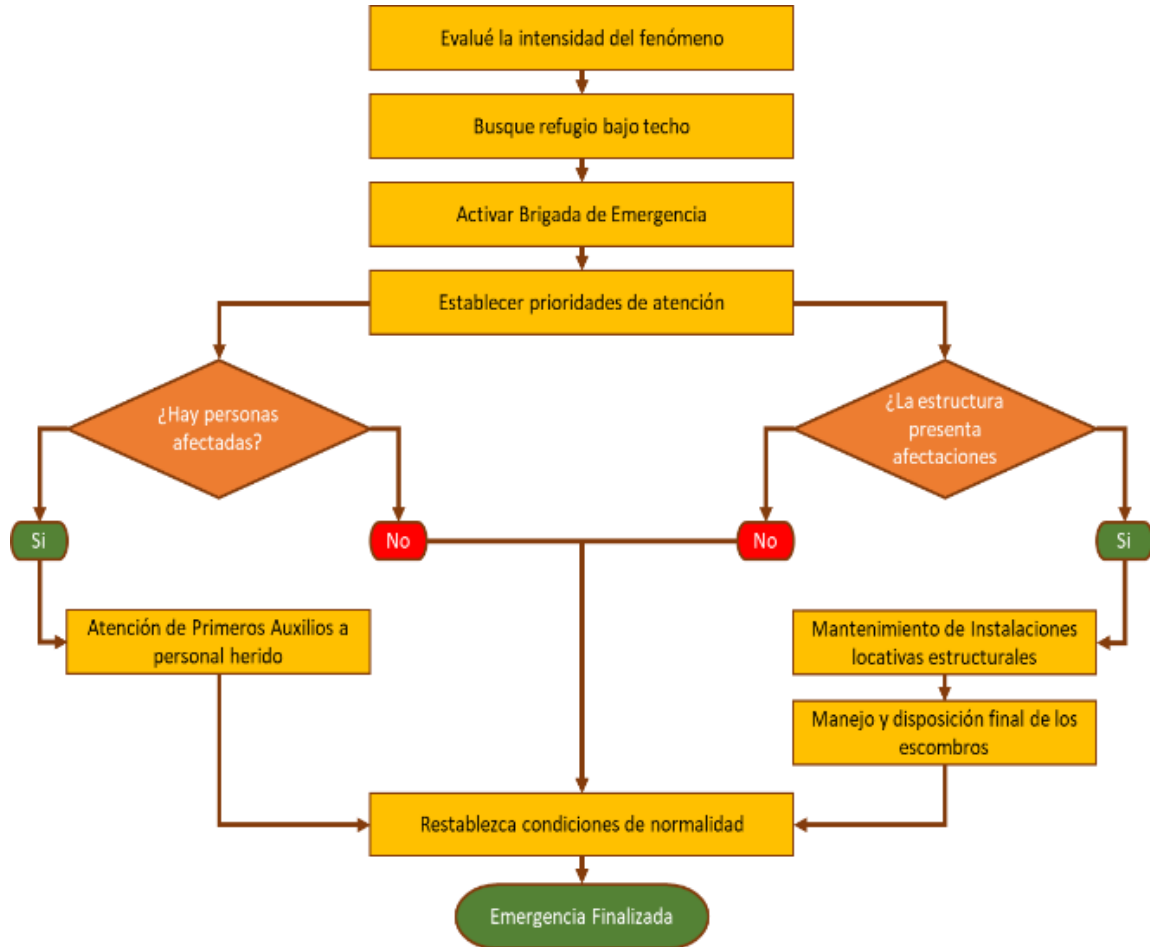 Evalué la intensidad del fenómeno
Busque refugio bajo techo
Activar Brigada de Emergencia
Establecer prioridades de atención
¿Hay personas
afectadas?
¿La estructura
presenta
afectaciones
Si
No
No
Si
Atención de Primeros Auxilios a
personal herido
Mantenimiento de Instalaciones
locativas estructurales
Manejo y disposición final de los
escombros
Restablezca condiciones de normalidad
Emergencia Finalizada